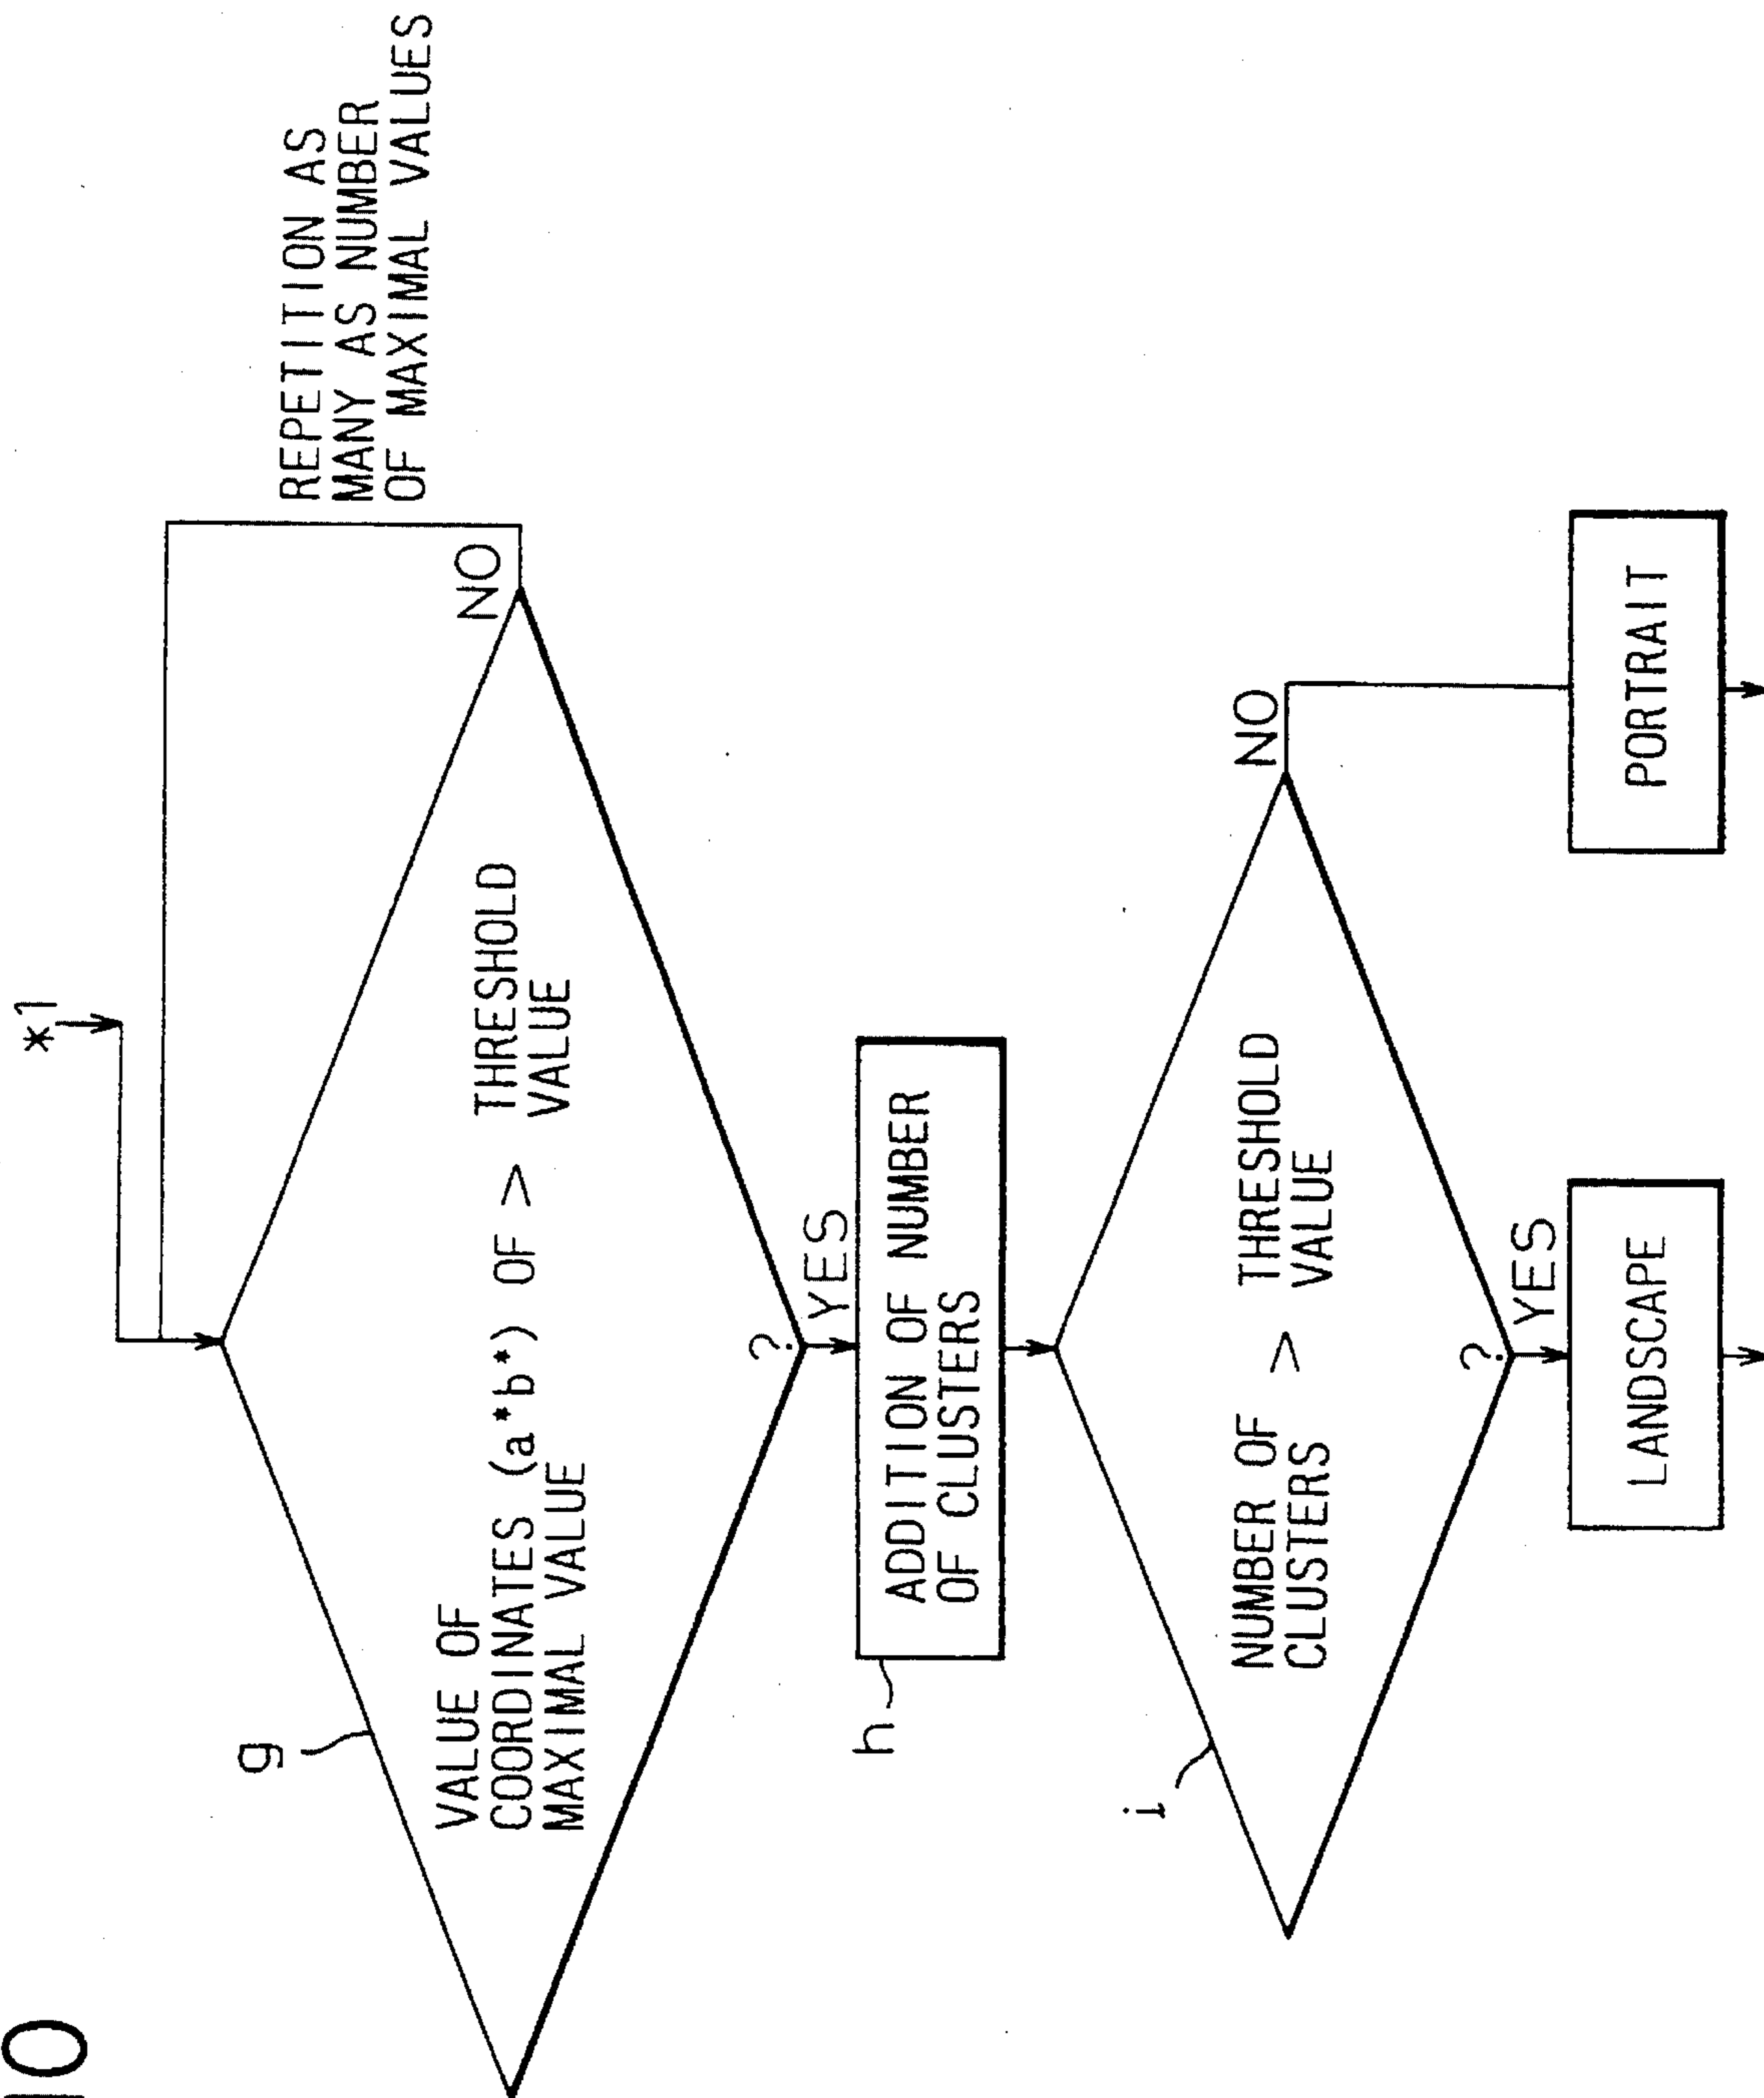 10
*1
REPETITION AS
MANY AS NUMBER
OF MAXIMAL VALUES
g
VALUE OF
COORDINATES (a*b*) OF > THRESHOLD
MAXIMAL VALUE VALUE
?
NO
YES
h
ADDITION OF NUMBER
OF CLUSTERS
i
NUMBER OF > THRESHOLD
CLUSTERS VALUE
?
NO
YES
LANDSCAPE
PORTRAIT